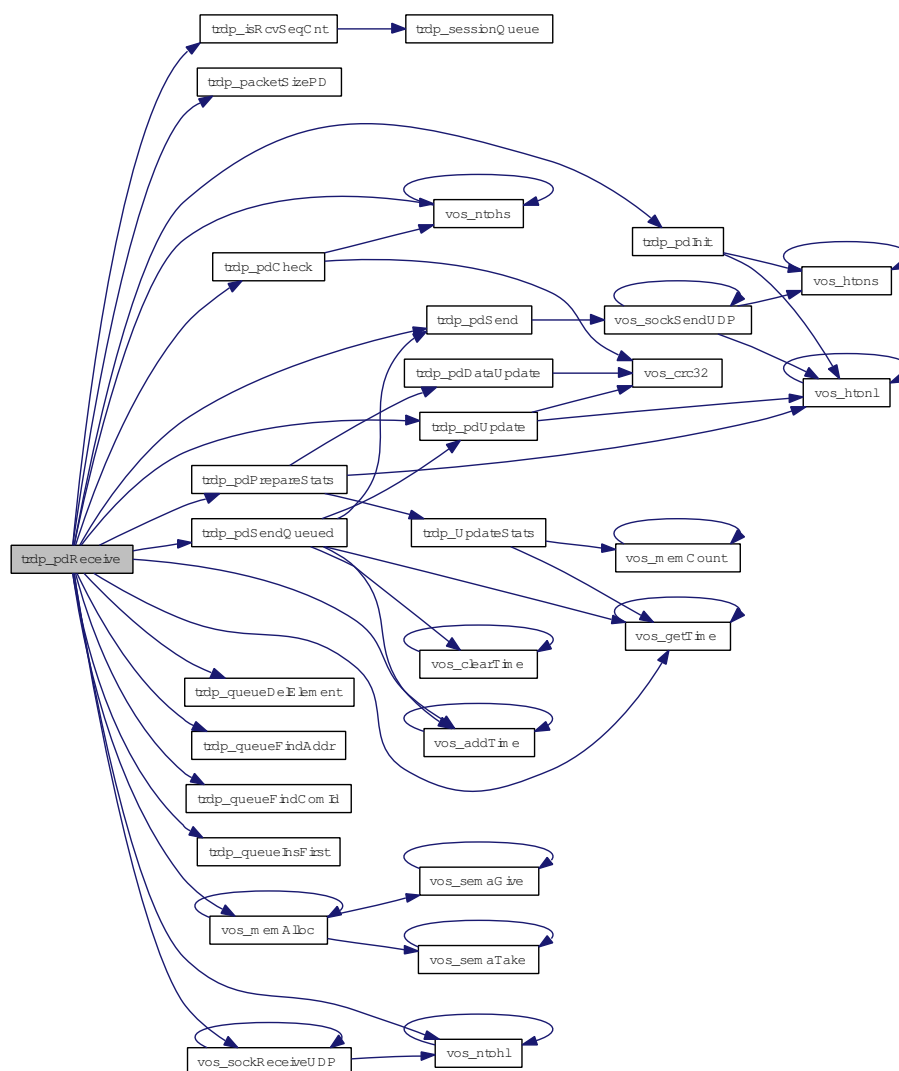 trdp_isRcvSeqCnt
trdp_sessionQueue
trdp_packetSizePD
vos_ntohs
trdp_pdInit
trdp_pdCheck
vos_htons
trdp_pdSend
vos_sockSendUDP
trdp_pdDataUpdate
vos_crc32
vos_htonl
trdp_pdUpdate
trdp_pdPrepareStats
trdp_pdSendQueued
trdp_UpdateStats
trdp_pdReceive
vos_memCount
vos_getTime
vos_clearTime
trdp_queueDelElement
trdp_queueFindAddr
vos_addTime
trdp_queueFindComId
trdp_queueInsFirst
vos_semaGive
vos_memAlloc
vos_semaTake
vos_ntohl
vos_sockReceiveUDP